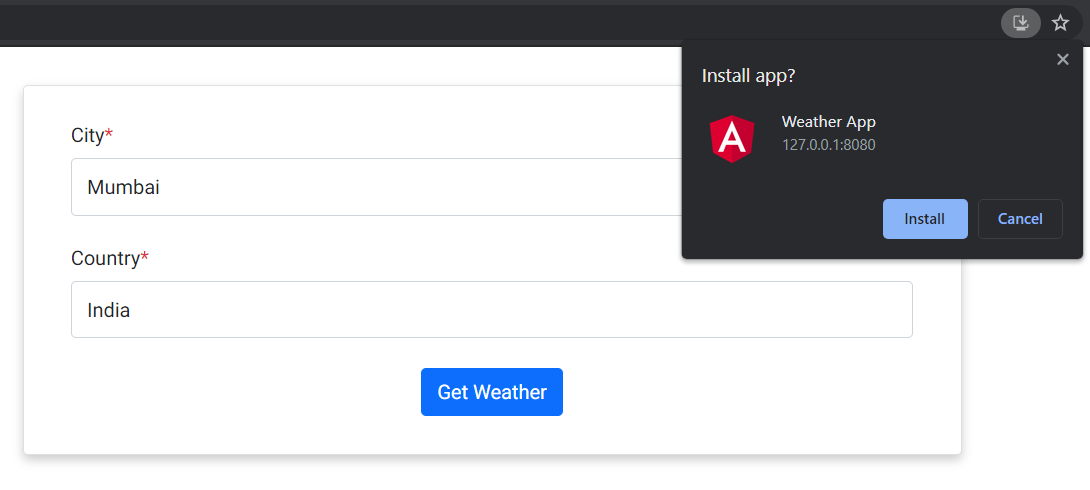 City*
Mumbai
Country*
India
Get Weather
Install app?
A
Weather App
127.0.0.1:8080
Install
Cancel